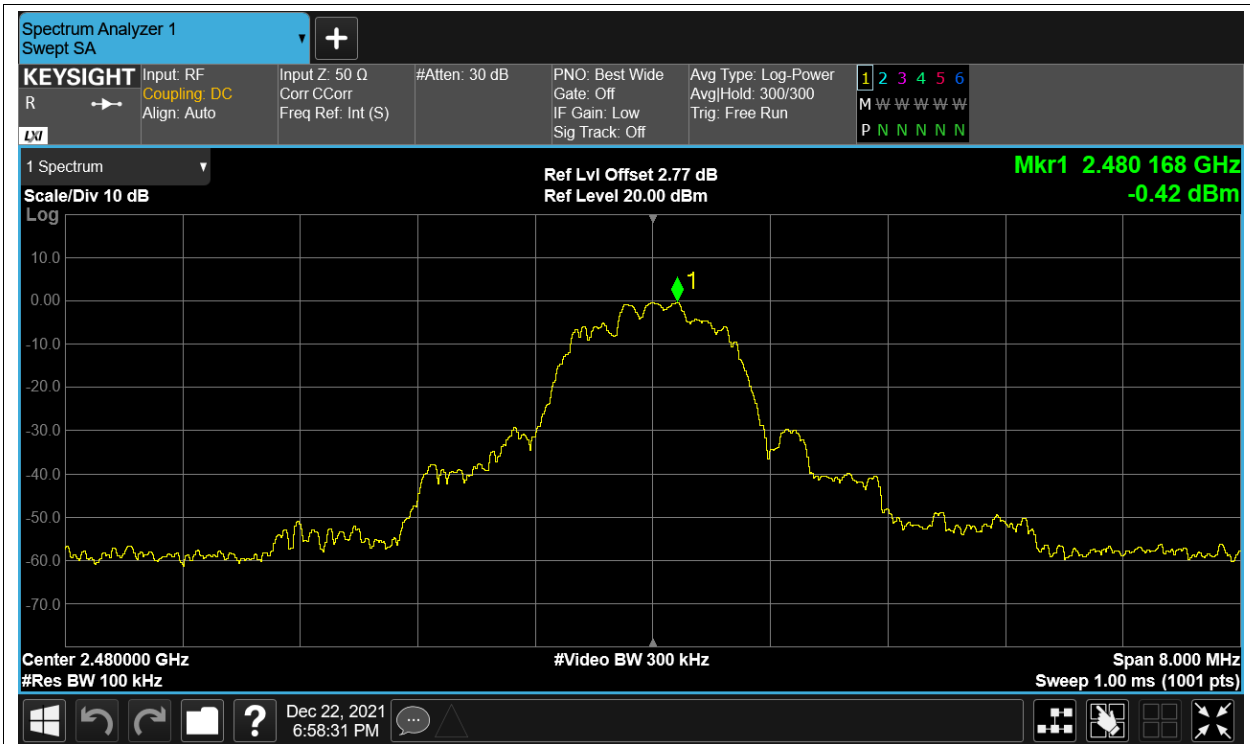 Spectrum Analyzer 1
Swept SA
KEYSIGHT
R
LXI
Input: RF
Coupling: DC
Align: Auto
Input Z: 50 Ω
Corr CCorr
Freq Ref: Int (S)
#Atten: 30 dB
PNO: Best Wide
Gate: Off
IF Gain: Low
Sig Track: Off
Avg Type: Log-Power
Avg|Hold: 300/300
Trig: Free Run
1 2 3 4 5 6
M W W W W W
P N N N N N
1 Spectrum
Scale/Div 10 dB
Log
Ref Lvl Offset 2.77 dB
Ref Level 20.00 dBm
Mkr1 2.480 168 GHz
-0.42 dBm
10.0
0.00
-10.0
-20.0
-30.0
-40.0
-50.0
-60.0
-70.0
1
Center 2.480000 GHz
#Res BW 100 kHz
#Video BW 300 kHz
Span 8.000 MHz
Sweep 1.00 ms (1001 pts)
?
Dec 22, 2021
6:58:31 PM